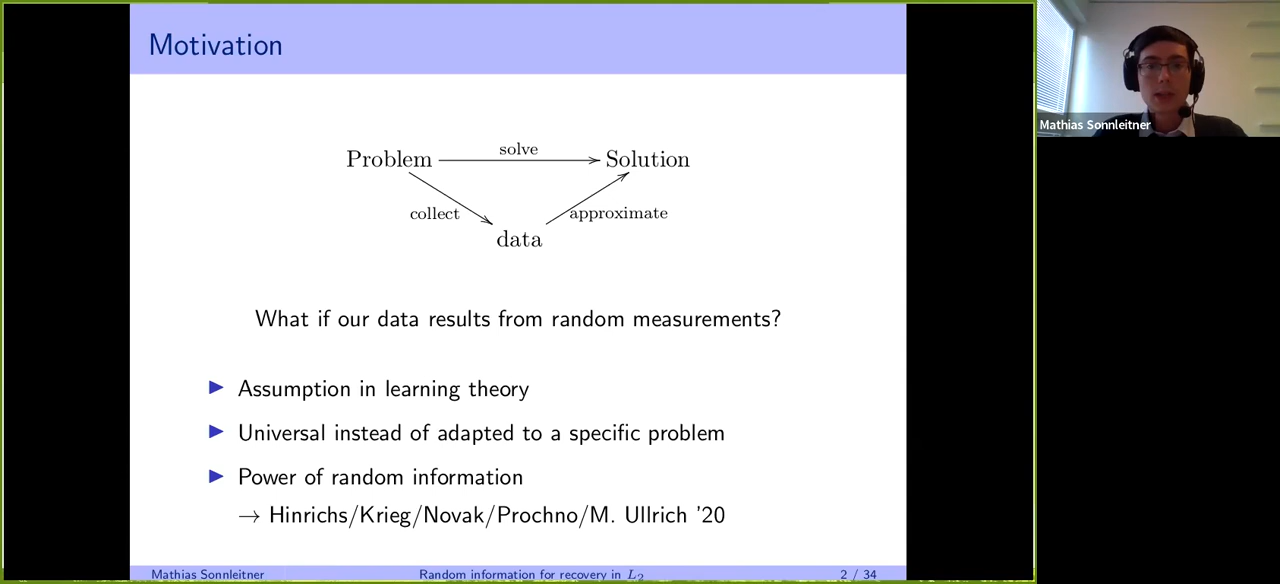 Motivation
Problem
solve
Solution
collect
approximate
data
What if our data results from random measurements?
▶ Assumption in learning theory
▶ Universal instead of adapted to a specific problem
▶ Power of random information
→ Hinrichs/Krieg/Novak/Prochno/M. Ullrich '20
Mathias Sonnleitner Random information for recovery in L₂ 2 / 34
Mathias Sonnleitner